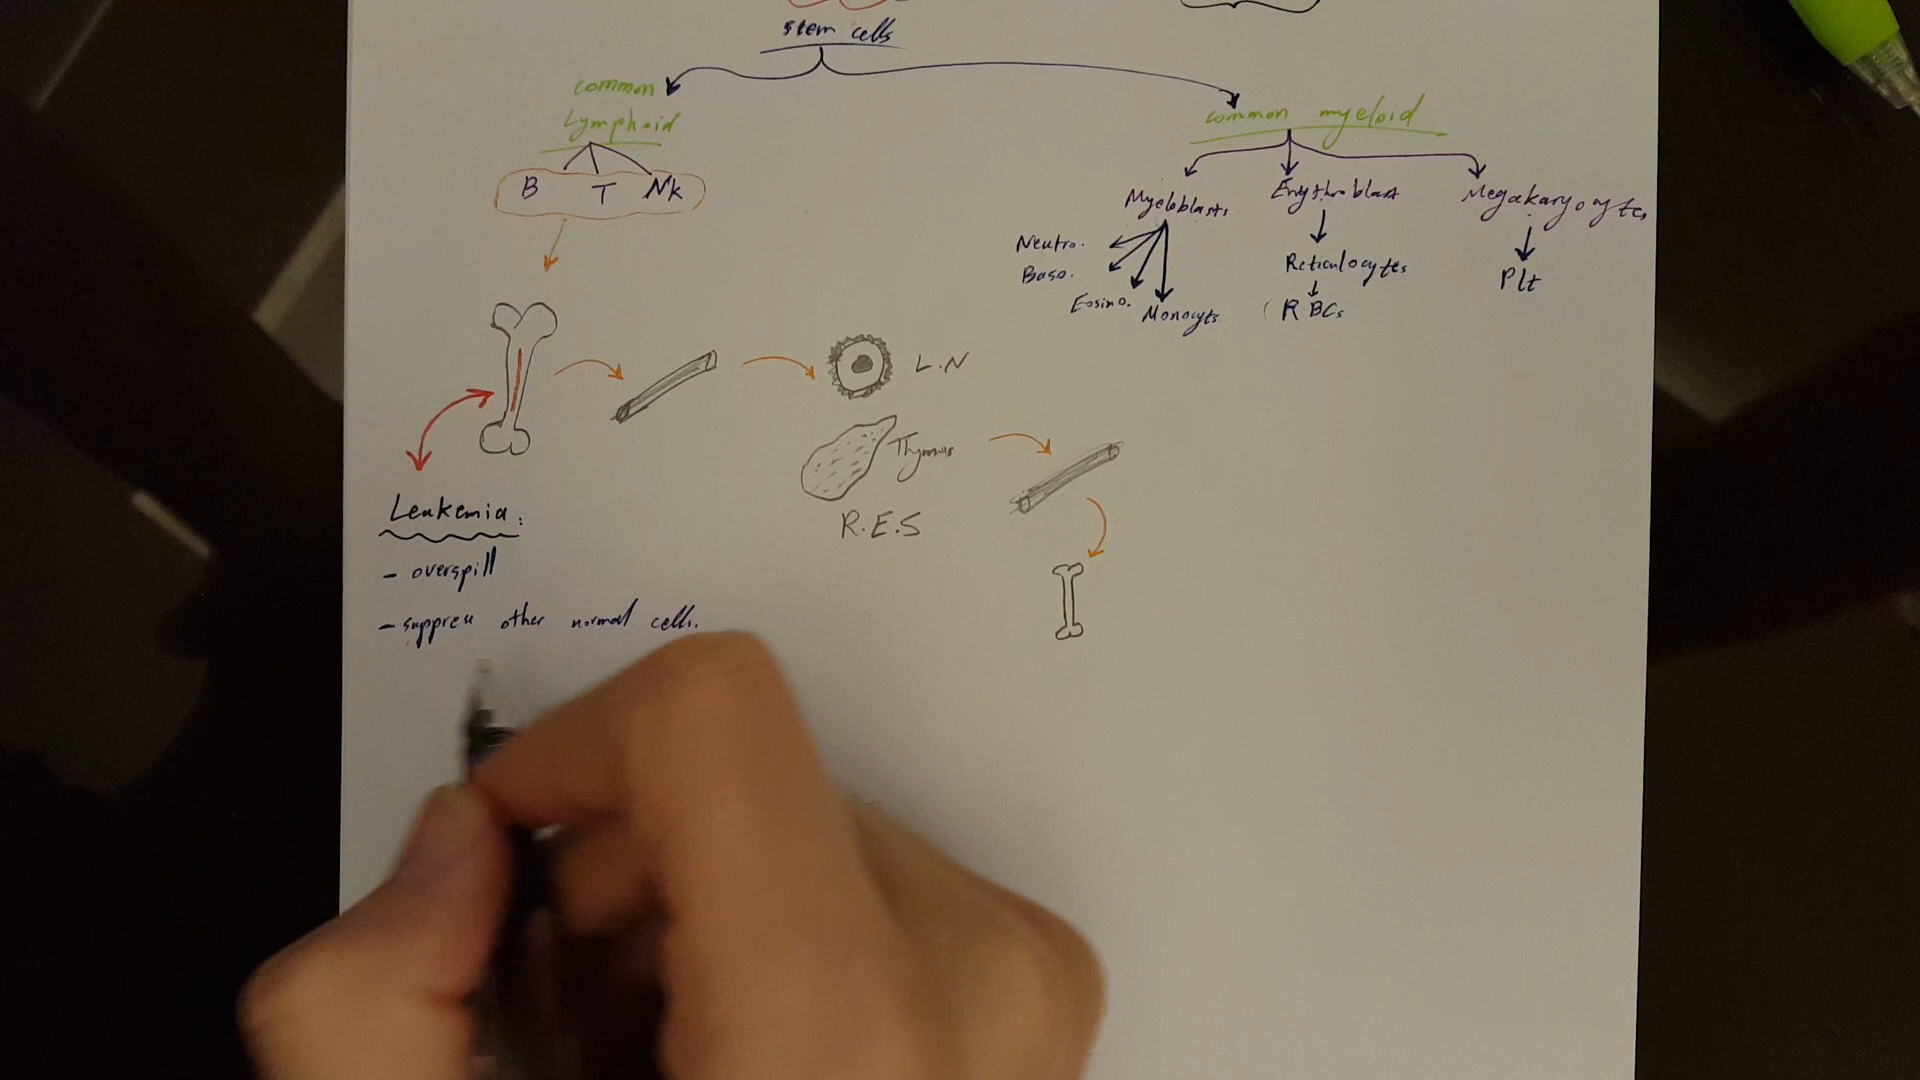 stem cells
common
Lymphoid
common myeloid
B T Nk
Myeloblasts
Erythroblast
Megakaryocytes
Neutro.
Baso.
Eosino.
Monocyts
Reticulocytes
RBCs
Plt
L.N
Thymus
R.E.S
Leukemia:
- overspill
- suppress other normal cells.